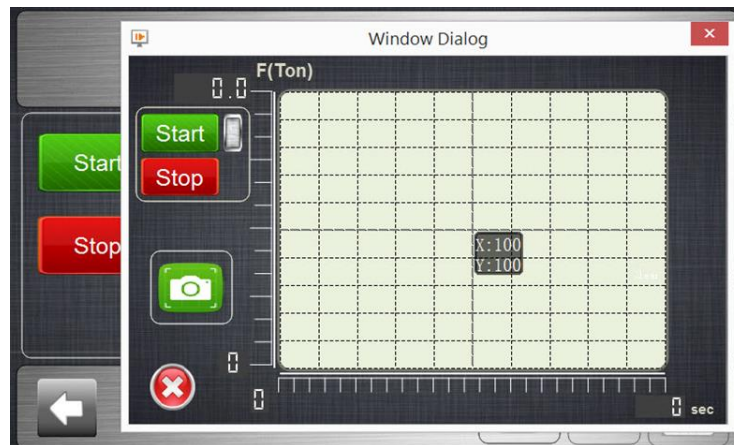 Window Dialog
F(Ton)
0.0
Start
Stop
Start
Stop
X:100
Y:100
0
0
0 sec